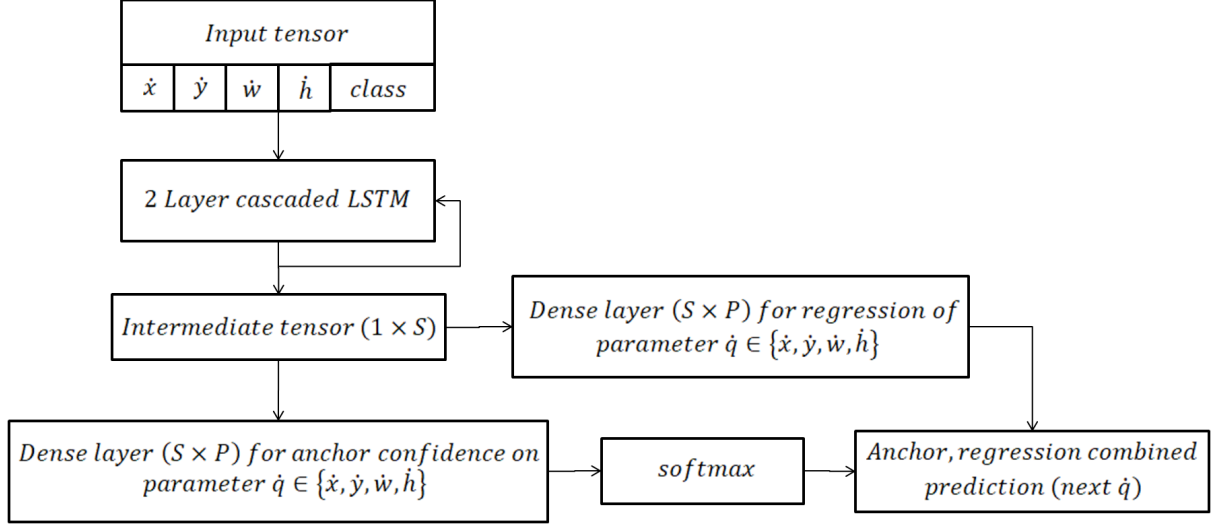 Input tensor
ẋ ẏ ẇ ḣ class
2 Layer cascaded LSTM
Intermediate tensor (1 × S)
Dense layer (S × P) for regression of
parameter q̇ ∈ {ẋ, ẏ, ẇ, ḣ}
Dense layer (S × P) for anchor confidence on
parameter q̇ ∈ {ẋ, ẏ, ẇ, ḣ}
softmax
Anchor, regression combined
prediction (next q̇)